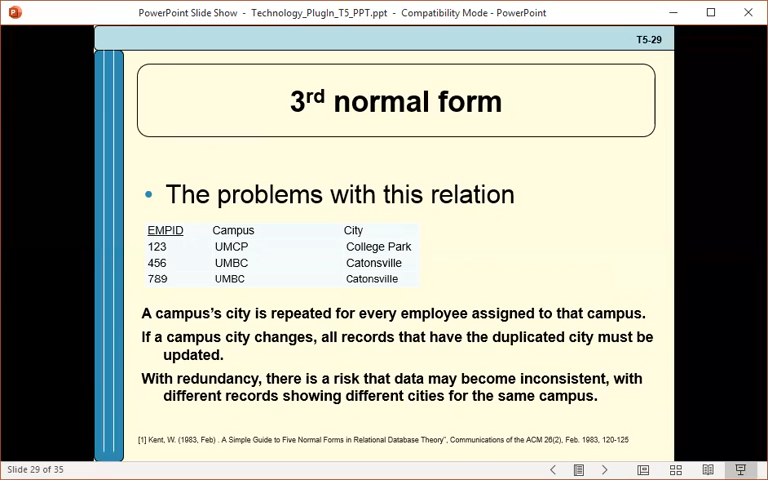 PowerPoint Slide Show - Technology_PlugIn_T5_PPT.ppt - Compatibility Mode - PowerPoint
T5-29
3rd normal form
• The problems with this relation
EMPID Campus City
123 UMCP College Park
456 UMBC Catonsville
789 UMBC Catonsville
A campus's city is repeated for every employee assigned to that campus.
If a campus city changes, all records that have the duplicated city must be
updated.
With redundancy, there is a risk that data may become inconsistent, with
different records showing different cities for the same campus.
[1] Kent, W. (1983, Feb) . A Simple Guide to Five Normal Forms in Relational Database Theory", Communications of the ACM 26(2), Feb. 1983, 120-125
Slide 29 of 35